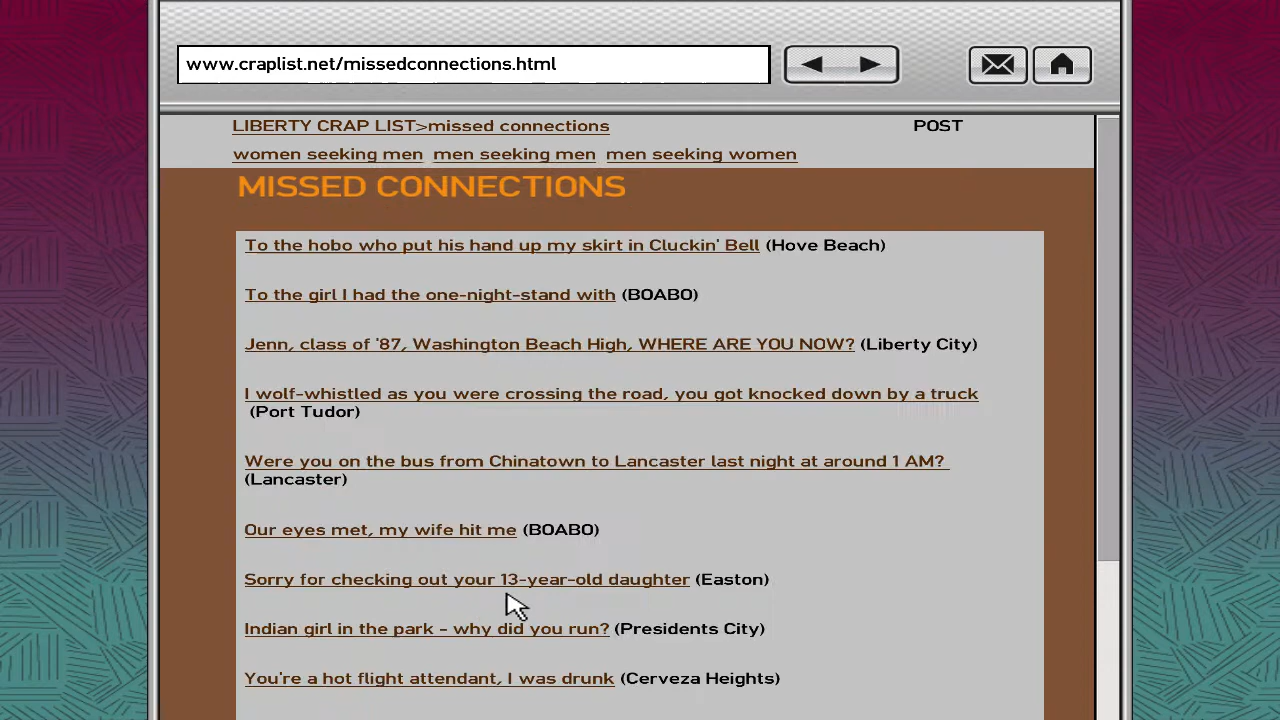 www.craplist.net/missedconnections.html
LIBERTY CRAP LIST>missed connections POST
women seeking men men seeking men men seeking women
MISSED CONNECTIONS
To the hobo who put his hand up my skirt in Cluckin' Bell (Hove Beach)
To the girl I had the one-night-stand with (BOABO)
Jenn, class of '87, Washington Beach High, WHERE ARE YOU NOW? (Liberty City)
I wolf-whistled as you were crossing the road, you got knocked down by a truck
(Port Tudor)
Were you on the bus from Chinatown to Lancaster last night at around 1 AM?
(Lancaster)
Our eyes met, my wife hit me (BOABO)
Sorry for checking out your 13-year-old daughter (Easton)
Indian girl in the park - why did you run? (Presidents City)
You're a hot flight attendant, I was drunk (Cerveza Heights)